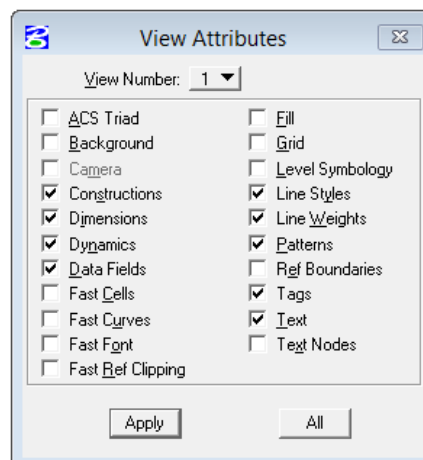 View Attributes
View Number: 1
ACS Triad
Background
Camera
Constructions
Dimensions
Dynamics
Data Fields
Fast Cells
Fast Curves
Fast Font
Fast Ref Clipping
Fill
Grid
Level Symbology
Line Styles
Line Weights
Patterns
Ref Boundaries
Tags
Text
Text Nodes
Apply
All